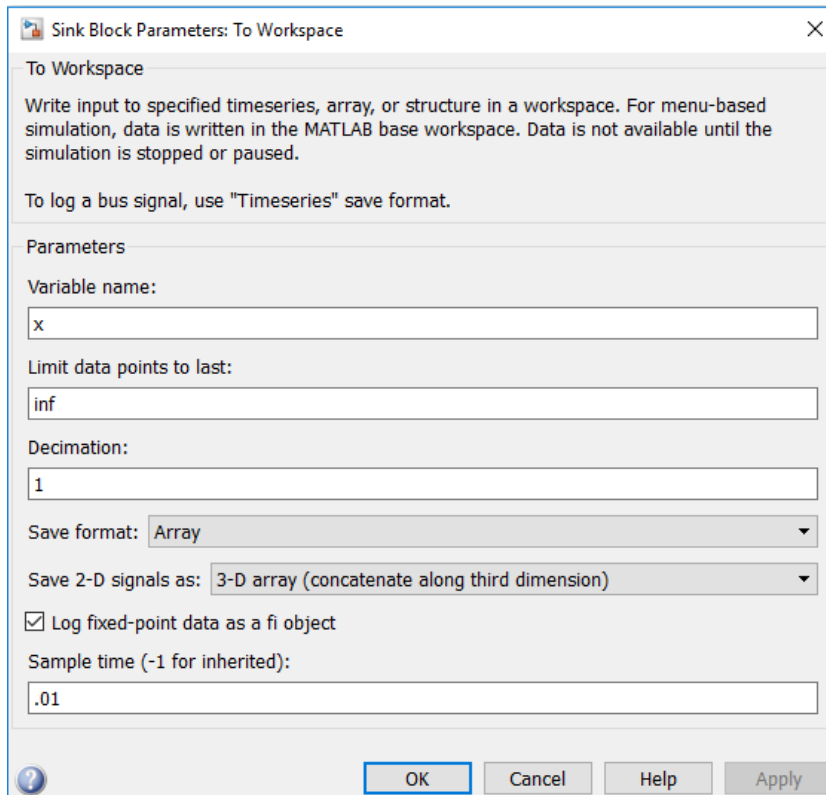 Sink Block Parameters: To Workspace
To Workspace
Write input to specified timeseries, array, or structure in a workspace. For menu-based
simulation, data is written in the MATLAB base workspace. Data is not available until the
simulation is stopped or paused.
To log a bus signal, use "Timeseries" save format.
Parameters
Variable name:
x
Limit data points to last:
inf
Decimation:
1
Save format: Array
Save 2-D signals as: 3-D array (concatenate along third dimension)
Log fixed-point data as a fi object
Sample time (-1 for inherited):
.01
? OK Cancel Help Apply